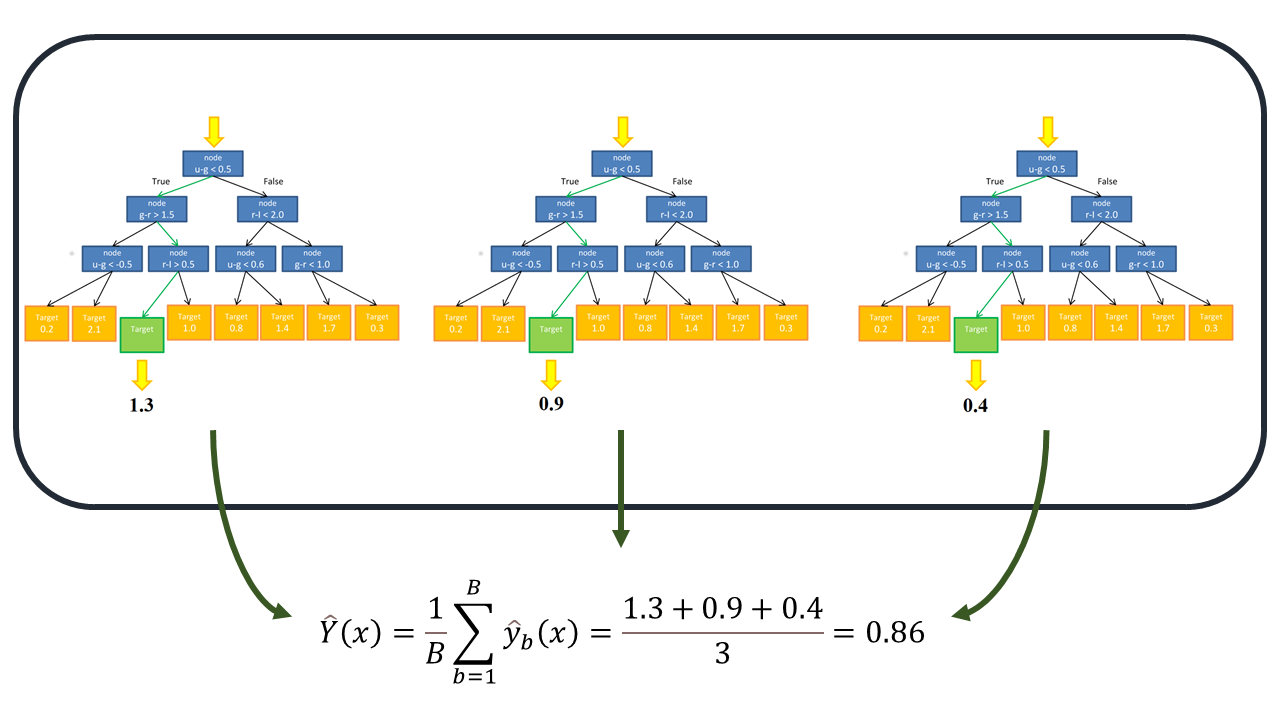 node
u-g < 0.5
True
False
node
g-r > 1.5
node
r-I < 2.0
node
u-g < -0.5
node
r-I > 0.5
node
u-g < 0.6
node
g-r < 1.0
Target
0.2
Target
2.1
Target
Target
1.0
Target
0.8
Target
1.4
Target
1.7
Target
0.3
1.3
node
u-g < 0.5
True
False
node
g-r > 1.5
node
r-I < 2.0
node
u-g < -0.5
node
r-I > 0.5
node
u-g < 0.6
node
g-r < 1.0
Target
0.2
Target
2.1
Target
Target
1.0
Target
0.8
Target
1.4
Target
1.7
Target
0.3
0.9
node
u-g < 0.5
True
False
node
g-r > 1.5
node
r-I < 2.0
node
u-g < -0.5
node
r-I > 0.5
node
u-g < 0.6
node
g-r < 1.0
Target
0.2
Target
2.1
Target
Target
1.0
Target
0.8
Target
1.4
Target
1.7
Target
0.3
0.4
Ŷ(x) = 1/B ∑_{b=1}^{B} ŷ_b(x) = (1.3 + 0.9 + 0.4)/3 = 0.86